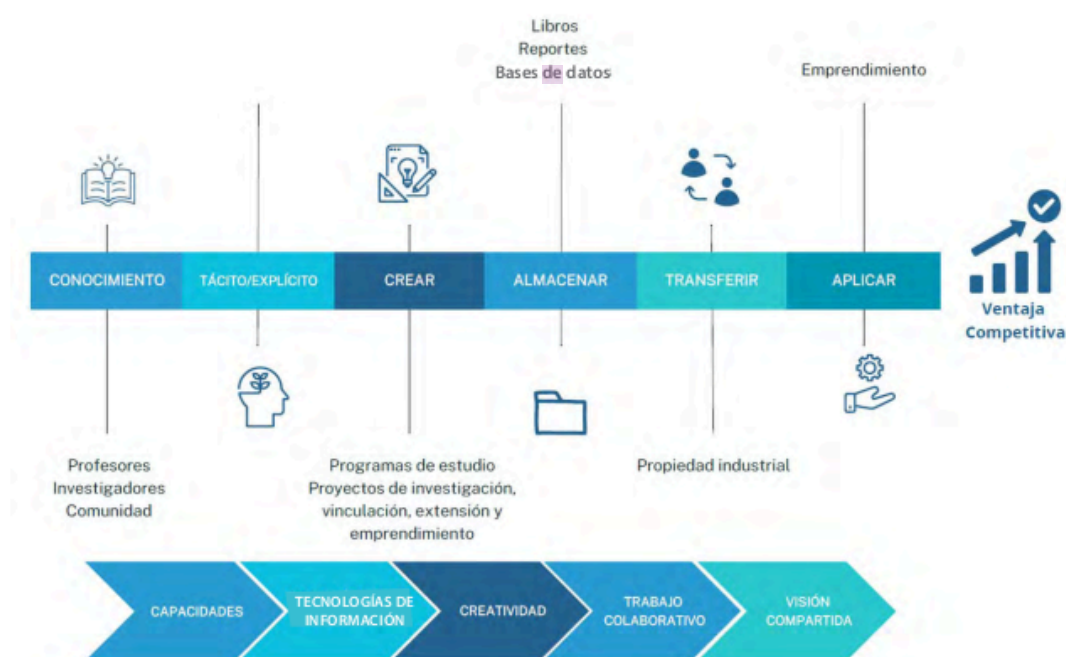 Libros
Reportes
Bases de datos
Emprendimiento
CONOCIMIENTO
TÁCITO/EXPLÍCITO
CREAR
ALMACENAR
TRANSFERIR
APLICAR
Ventaja
Competitiva
Profesores
Investigadores
Comunidad
Programas de estudio
Proyectos de investigación,
vinculación, extensión y
emprendimiento
Propiedad industrial
CAPACIDADES
TECNOLOGÍAS DE
INFORMACIÓN
CREATIVIDAD
TRABAJO
COLABORATIVO
VISIÓN
COMPARTIDA